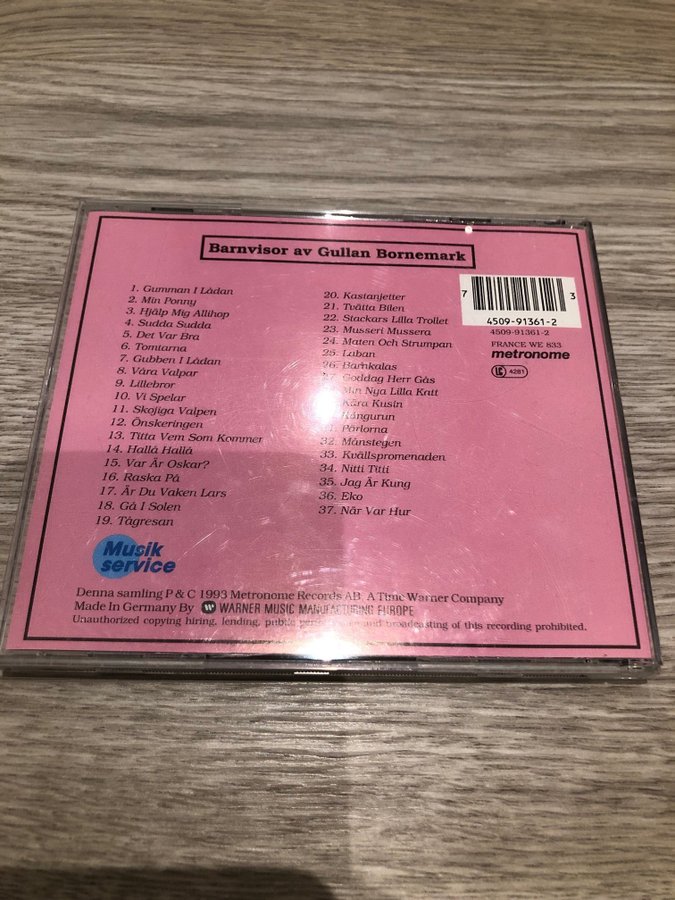 Barnvisor av Gullan Bornemark
1. Gumman I Lådan
2. Min Ponny
3. Hjälp Mig Allihop
4. Sudda Sudda
5. Det Var Bra
6. Tomtarna
7. Gubben I Lådan
8. Våra Valpar
9. Lillebror
10. Vi Spelar
11. Skojiga Valpen
12. Önskeringen
13. Titta Vem Som Kommer
14. Hallå Hallå
15. Var Är Oskar?
16. Raska På
17. Är Du Vaken Lars
18. Gå I Solen
19. Tågresan
20. Kastanjetter
21. Tvätta Bilen
22. Stackars Lilla Trollet
23. Musseri Mussera
24. Maten Och Strumpan
25. Luban
26. Barnkalas
Goddag Herr Gås
Min Nya Lilla Katt
Kära Kusin
Kängurun
Pärlorna
32. Månstegen
33. Kvällspromenaden
34. Nitti Titti
35. Jag Är Kung
36. Eko
37. När Var Hur
7 3
4509-91361-2
4509-91361-2
FRANCE WE 833
metronome
LC 4281
Musik
service
Denna samling P & C 1993 Metronome Records AB, A Time Warner Company
Made In Germany By WARNER MUSIC MANUFACTURING EUROPE
Unauthorized copying hiring, lending, public and broadcasting of this recording prohibited.